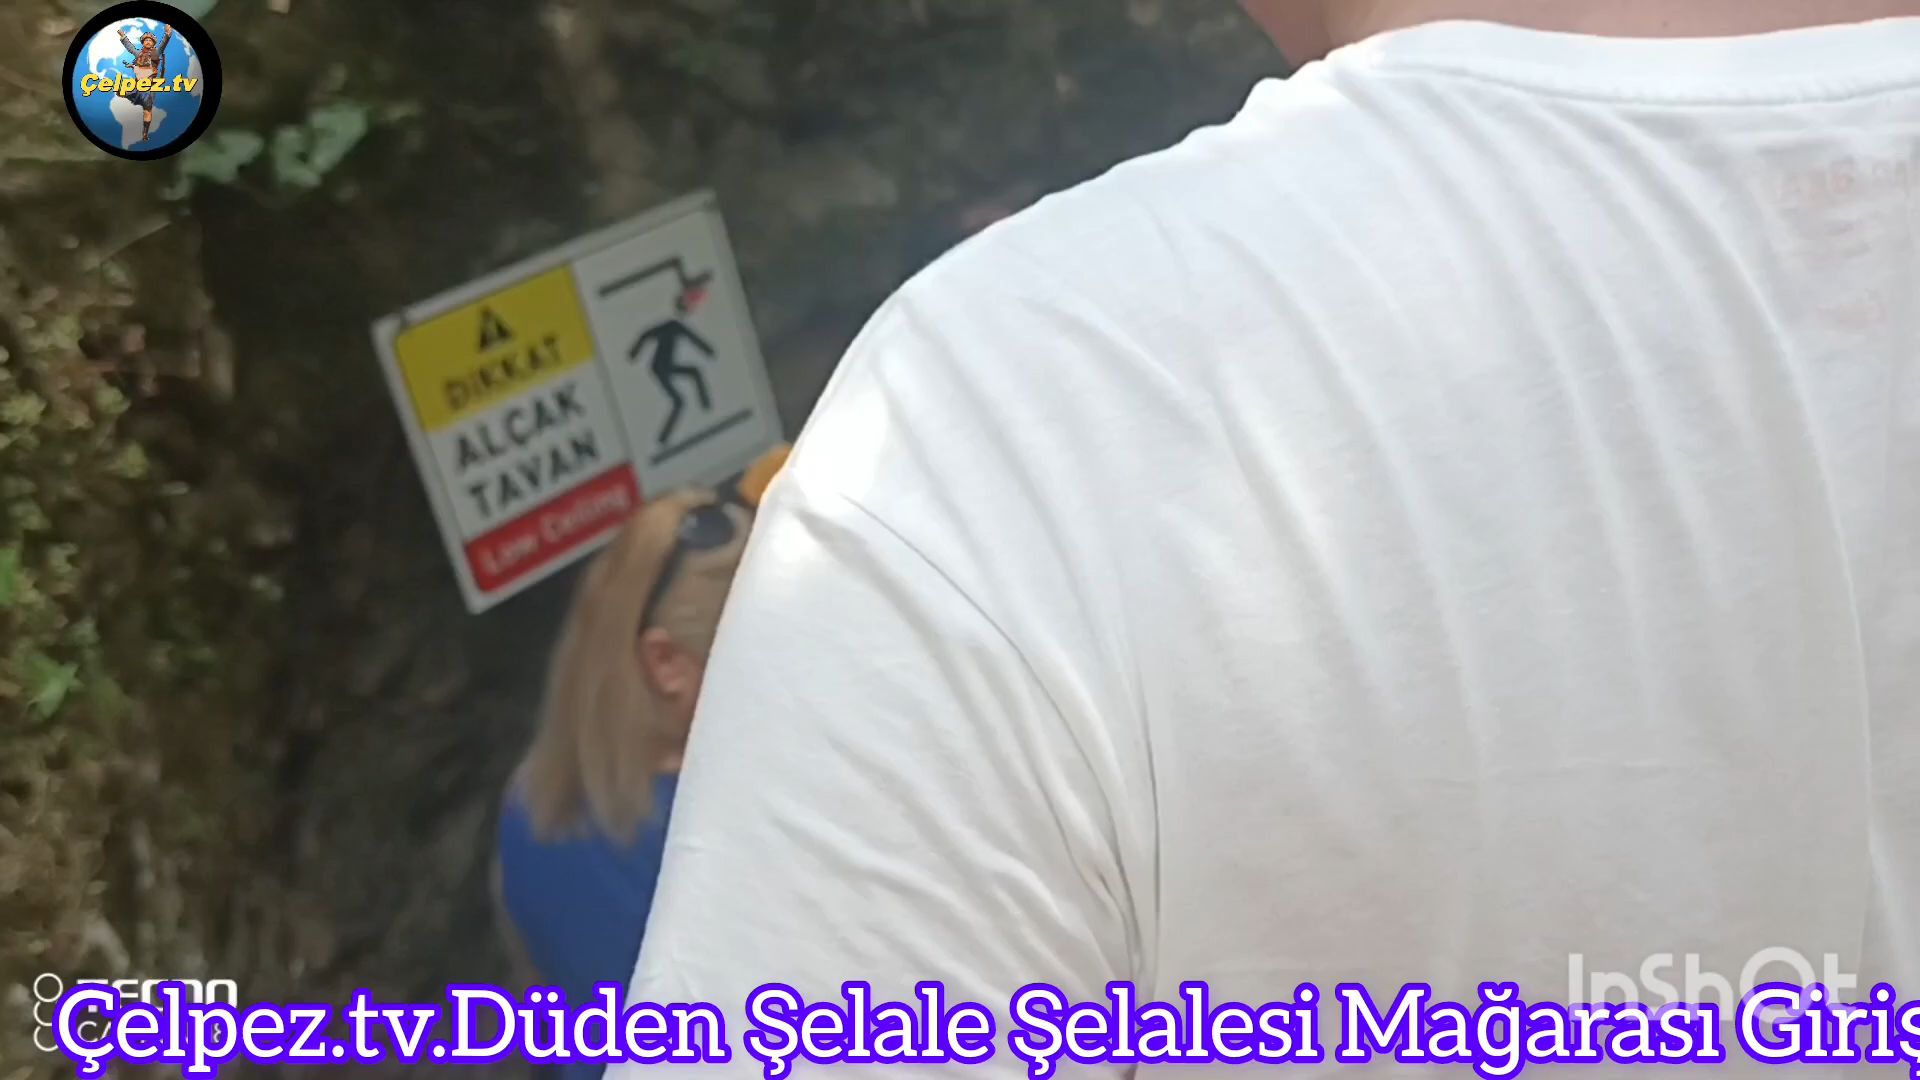 Çelpez.tv
DİKKAT
ALÇAK
TAVAN
Low Ceiling
InShOt
Çelpez.tv.Düden Şelale Şelalesi Mağarası Giriş